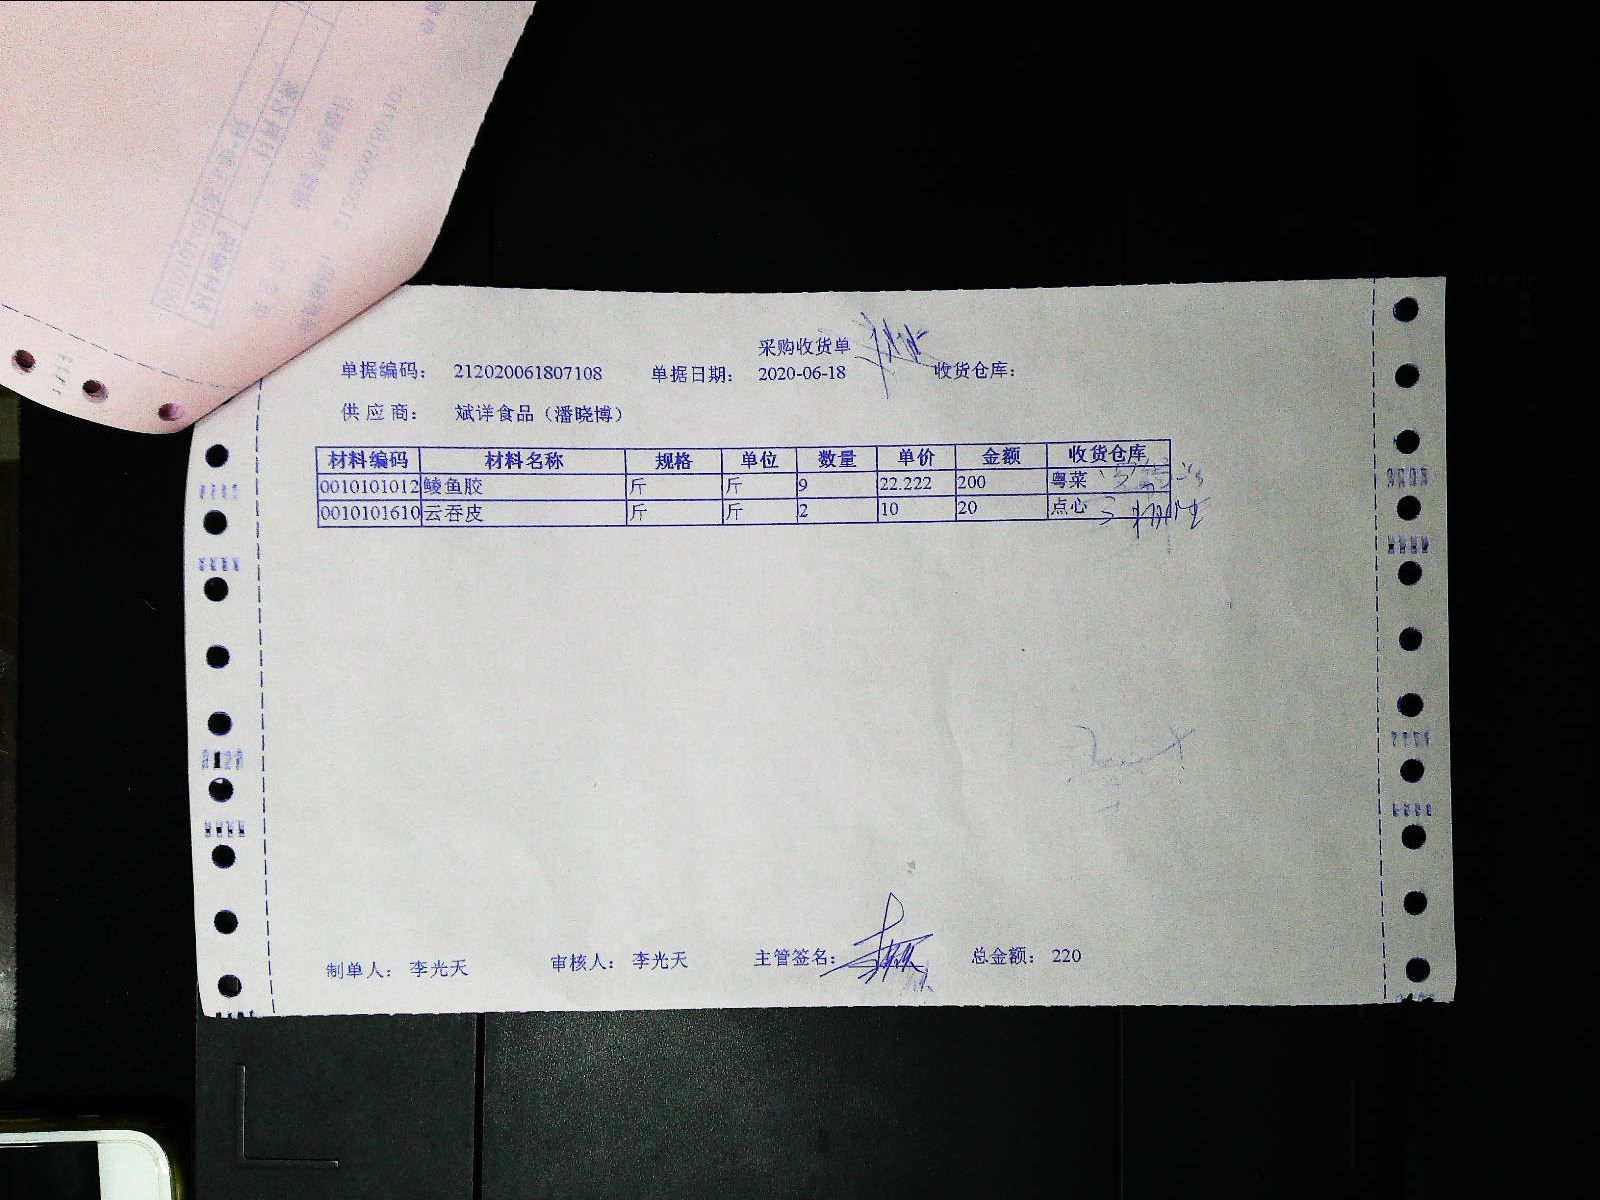 采购收货单
单据编码： 212020061807108 单据日期： 2020-06-18 收货仓库：
供 应 商： 斌详食品（潘晓博）
材料编码 材料名称 规格 单位 数量 单价 金额 收货仓库
0010101012 鲮鱼胶 斤 斤 9 22.222 200 粤菜
0010101610 云吞皮 斤 斤 2 10 20 点心
制单人： 李光天 审核人： 李光天 主管签名： 总金额： 220